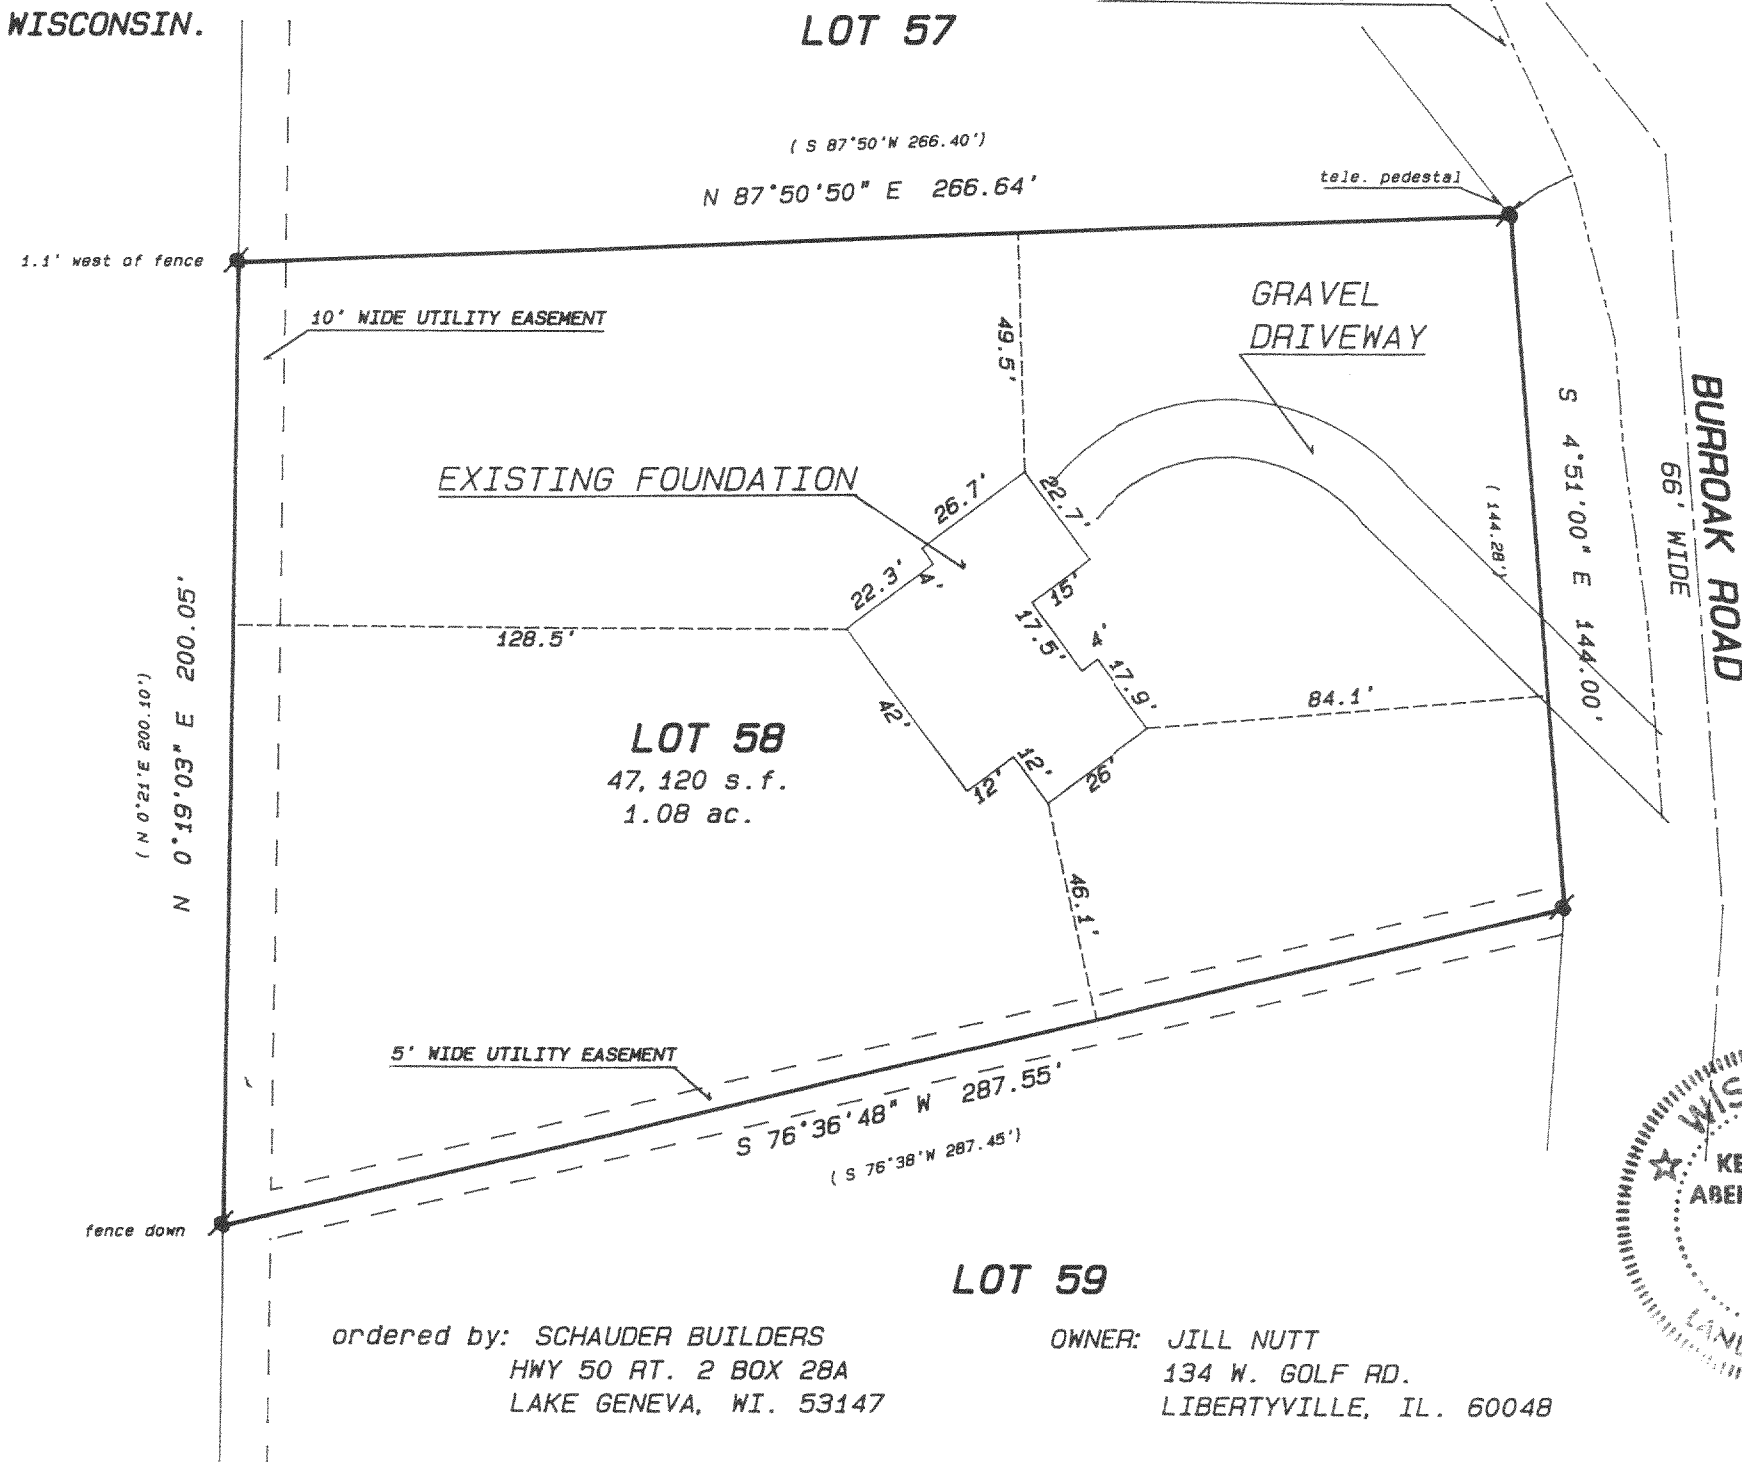 WISCONSIN.
LOT 57
( S 87°50'W 266.40')
N 87°50'50" E 266.64'
tele. pedestal
1.1' west of fence
10' WIDE UTILITY EASEMENT
GRAVEL
DRIVEWAY
49.5'
BURROAK ROAD
66' WIDE
S 4°51'00" E 144.00'
( 144.28')
EXISTING FOUNDATION
26.7'
22.7'
22.3'
4'
15'
17.5'
4'
17.9'
128.5'
84.1'
42'
12'
12'
26'
N 0°19'03" E 200.05'
( N 0°21'E 200.10')
LOT 58
47,120 s.f.
1.08 ac.
46.1'
5' WIDE UTILITY EASEMENT
S 76°36'48" W 287.55'
( S 76°38'W 287.45')
fence down
LOT 59
ordered by: SCHAUDER BUILDERS
HWY 50 RT. 2 BOX 28A
LAKE GENEVA, WI. 53147
OWNER: JILL NUTT
134 W. GOLF RD.
LIBERTYVILLE, IL. 60048